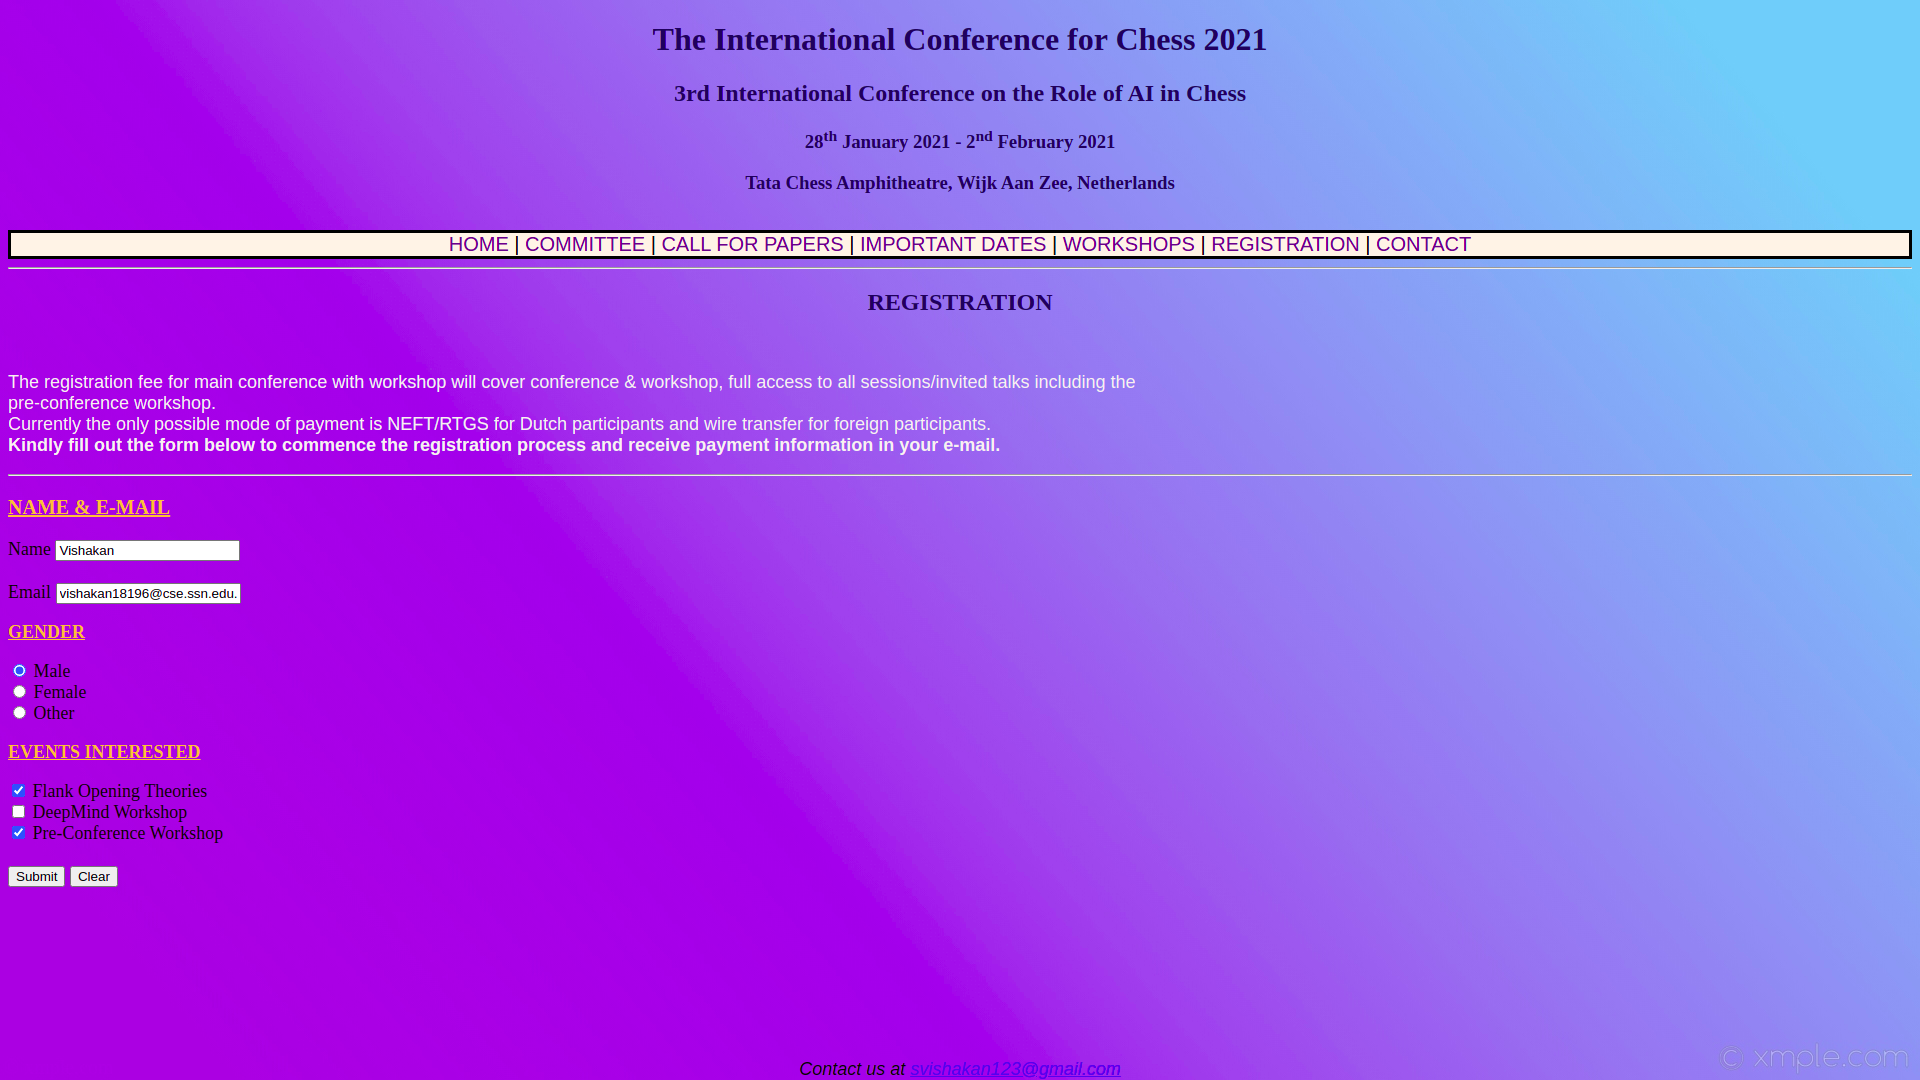 The International Conference for Chess 2021
3rd International Conference on the Role of AI in Chess
28th January 2021 - 2nd February 2021
Tata Chess Amphitheatre, Wijk Aan Zee, Netherlands
HOME | COMMITTEE | CALL FOR PAPERS | IMPORTANT DATES | WORKSHOPS | REGISTRATION | CONTACT
REGISTRATION
The registration fee for main conference with workshop will cover conference & workshop, full access to all sessions/invited talks including the
pre-conference workshop.
Currently the only possible mode of payment is NEFT/RTGS for Dutch participants and wire transfer for foreign participants.
Kindly fill out the form below to commence the registration process and receive payment information in your e-mail.
NAME & E-MAIL
Name Vishakan
Email vishakan18196@cse.ssn.edu.
GENDER
Male
Female
Other
EVENTS INTERESTED
Flank Opening Theories
DeepMind Workshop
Pre-Conference Workshop
Submit Clear
© xmple.com
Contact us at svishakan123@gmail.com